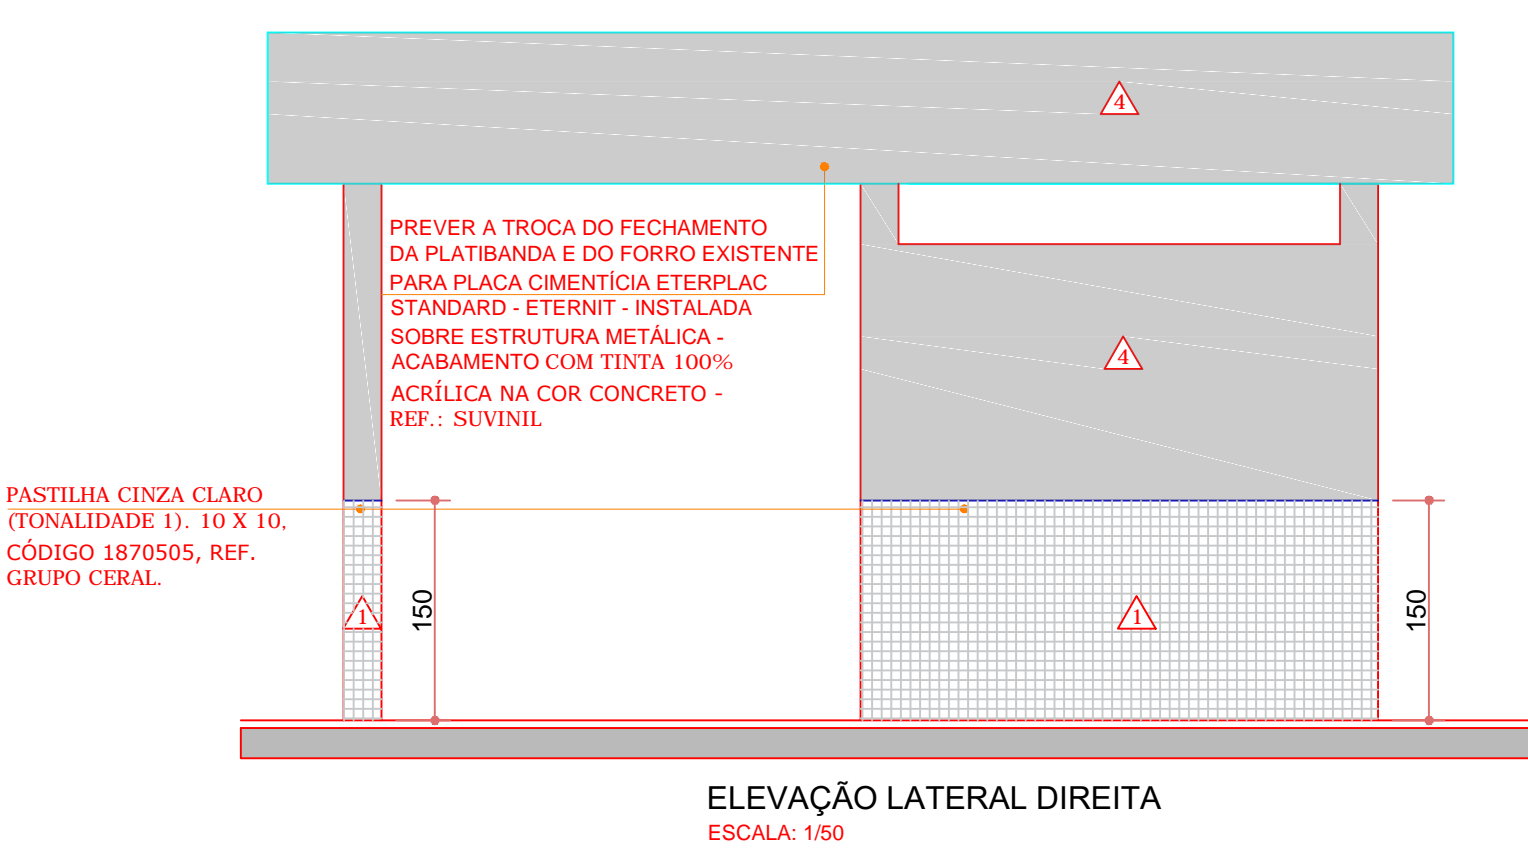 4
PREVER A TROCA DO FECHAMENTO
DA PLATIBANDA E DO FORRO EXISTENTE
PARA PLACA CIMENTÍCIA ETERPLAC
STANDARD - ETERNIT - INSTALADA
SOBRE ESTRUTURA METÁLICA -
ACABAMENTO COM TINTA 100%
ACRÍLICA NA COR CONCRETO -
REF.: SUVINIL
4
PASTILHA CINZA CLARO
(TONALIDADE 1). 10 X 10,
CÓDIGO 1870505, REF.
GRUPO CERAL.
1
150
1
150
ELEVAÇÃO LATERAL DIREITA
ESCALA: 1/50